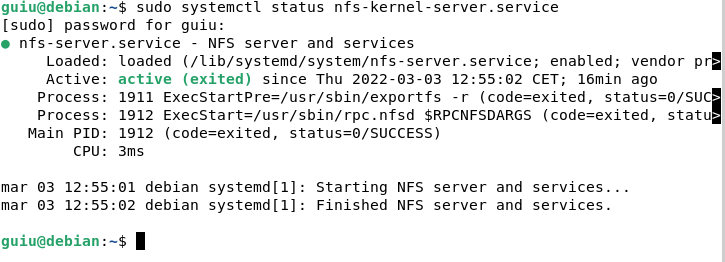 guiu@debian:~$ sudo systemctl status nfs-kernel-server.service
[sudo] password for guiu:
● nfs-server.service - NFS server and services
     Loaded: loaded (/lib/systemd/system/nfs-server.service; enabled; vendor pr>
     Active: active (exited) since Thu 2022-03-03 12:55:02 CET; 16min ago
    Process: 1911 ExecStartPre=/usr/sbin/exportfs -r (code=exited, status=0/SUC>
    Process: 1912 ExecStart=/usr/sbin/rpc.nfsd $RPCNFSDARGS (code=exited, statu>
   Main PID: 1912 (code=exited, status=0/SUCCESS)
        CPU: 3ms

mar 03 12:55:01 debian systemd[1]: Starting NFS server and services...
mar 03 12:55:02 debian systemd[1]: Finished NFS server and services.

guiu@debian:~$